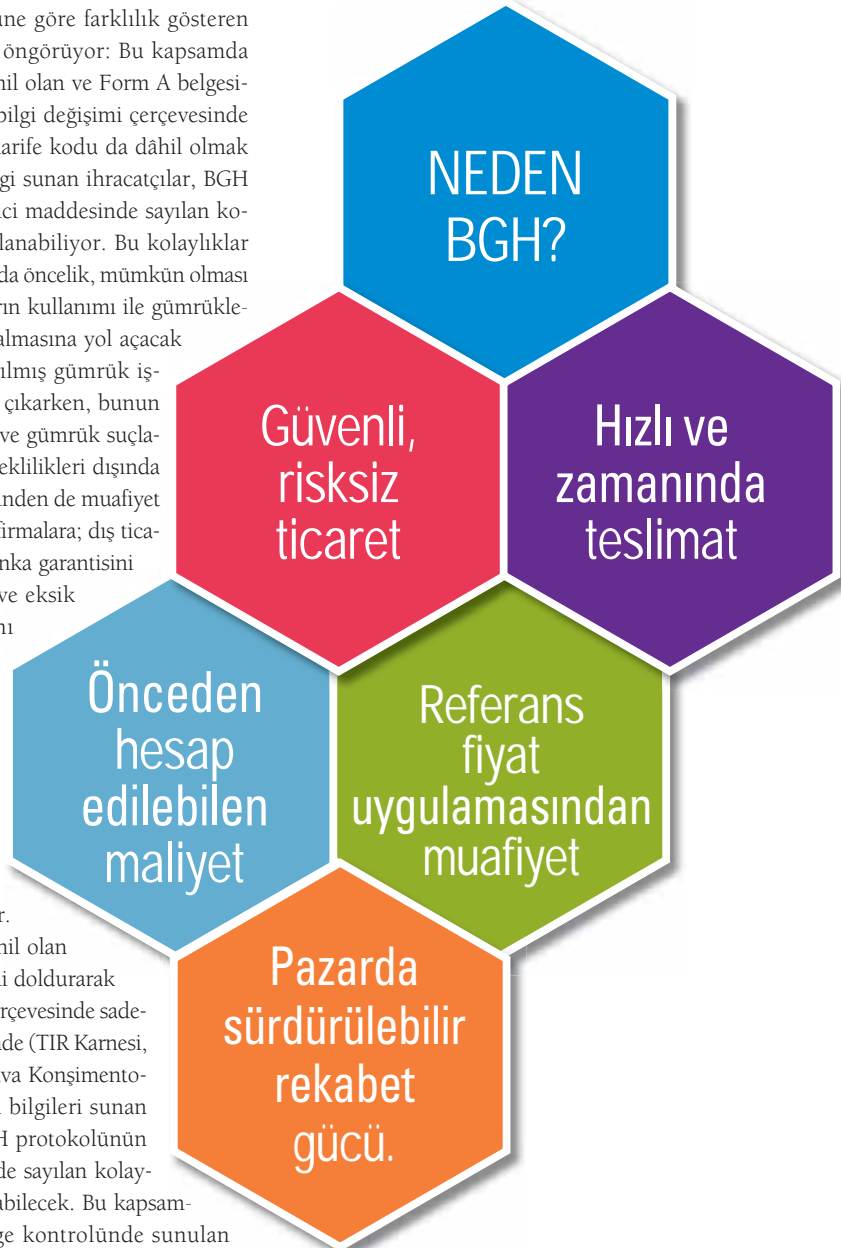 üne göre farklılık gösteren
öngörüyor: Bu kapsamda
hil olan ve Form A belgesi-
bilgi değişimi çerçevesinde
arife kodu da dâhil olmak
gi sunan ihracatçılar, BGH
ci maddesinde sayılan ko-
lanabiliyor. Bu kolaylıklar
da öncelik, mümkün olması
rın kullanımı ile gümrükle-
almasına yol açacak
ılmış gümrük iş-
çıkarken, bunun
ve gümrük suçla-
eklilikleri dışında
inden de muafiyet
firmalara; dış tica-
nka garantisini
ve eksik
nı
r.
hil olan
i doldurarak
rçevesinde sade-
nde (TIR Karnesi,
va Konşimento-
bilgileri sunan
H protokolünün
de sayılan kolay-
abilecek. Bu kapsam-
ge kontrolünde sunulan
NEDEN
BGH?
Güvenli,
risksiz
ticaret
Hızlı ve
zamanında
teslimat
Önceden
hesap
edilebilen
maliyet
Referans
fiyat
uygulamasından
muafiyet
Pazarda
sürdürülebilir
rekabet
gücü.